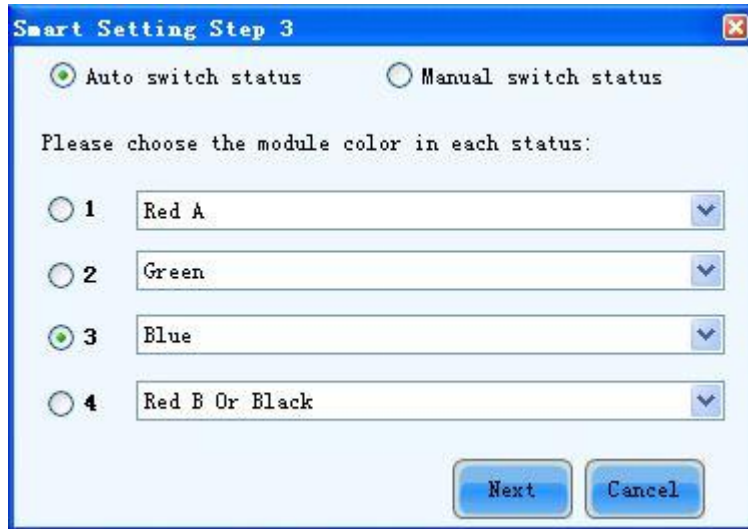 Smart Setting Step 3
Auto switch status Manual switch status
Please choose the module color in each status:
1 Red A
2 Green
3 Blue
4 Red B Or Black
Next Cancel